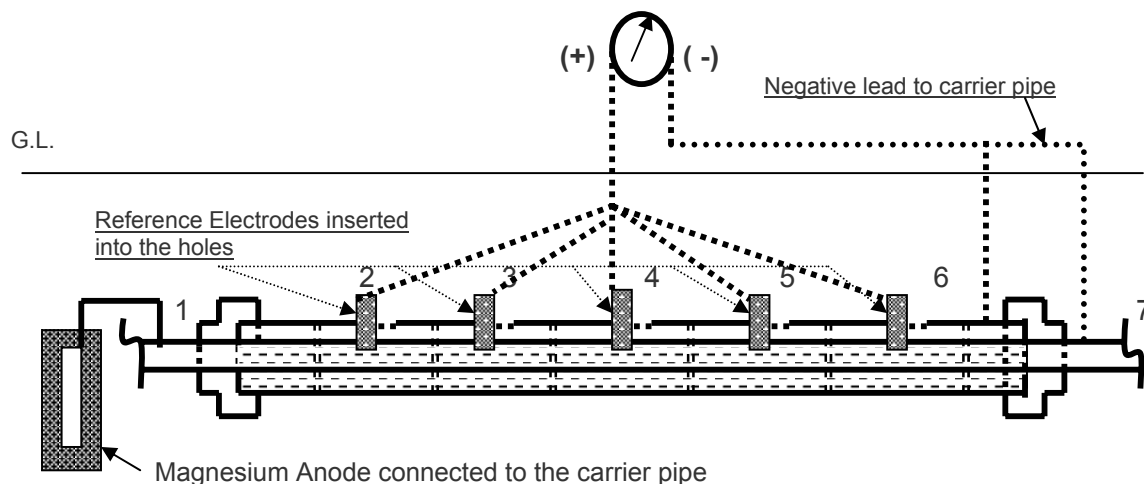 (+)
( -)
Negative lead to carrier pipe
G.L.
Reference Electrodes inserted
into the holes
1
2
3
4
5
6
7
Magnesium Anode connected to the carrier pipe